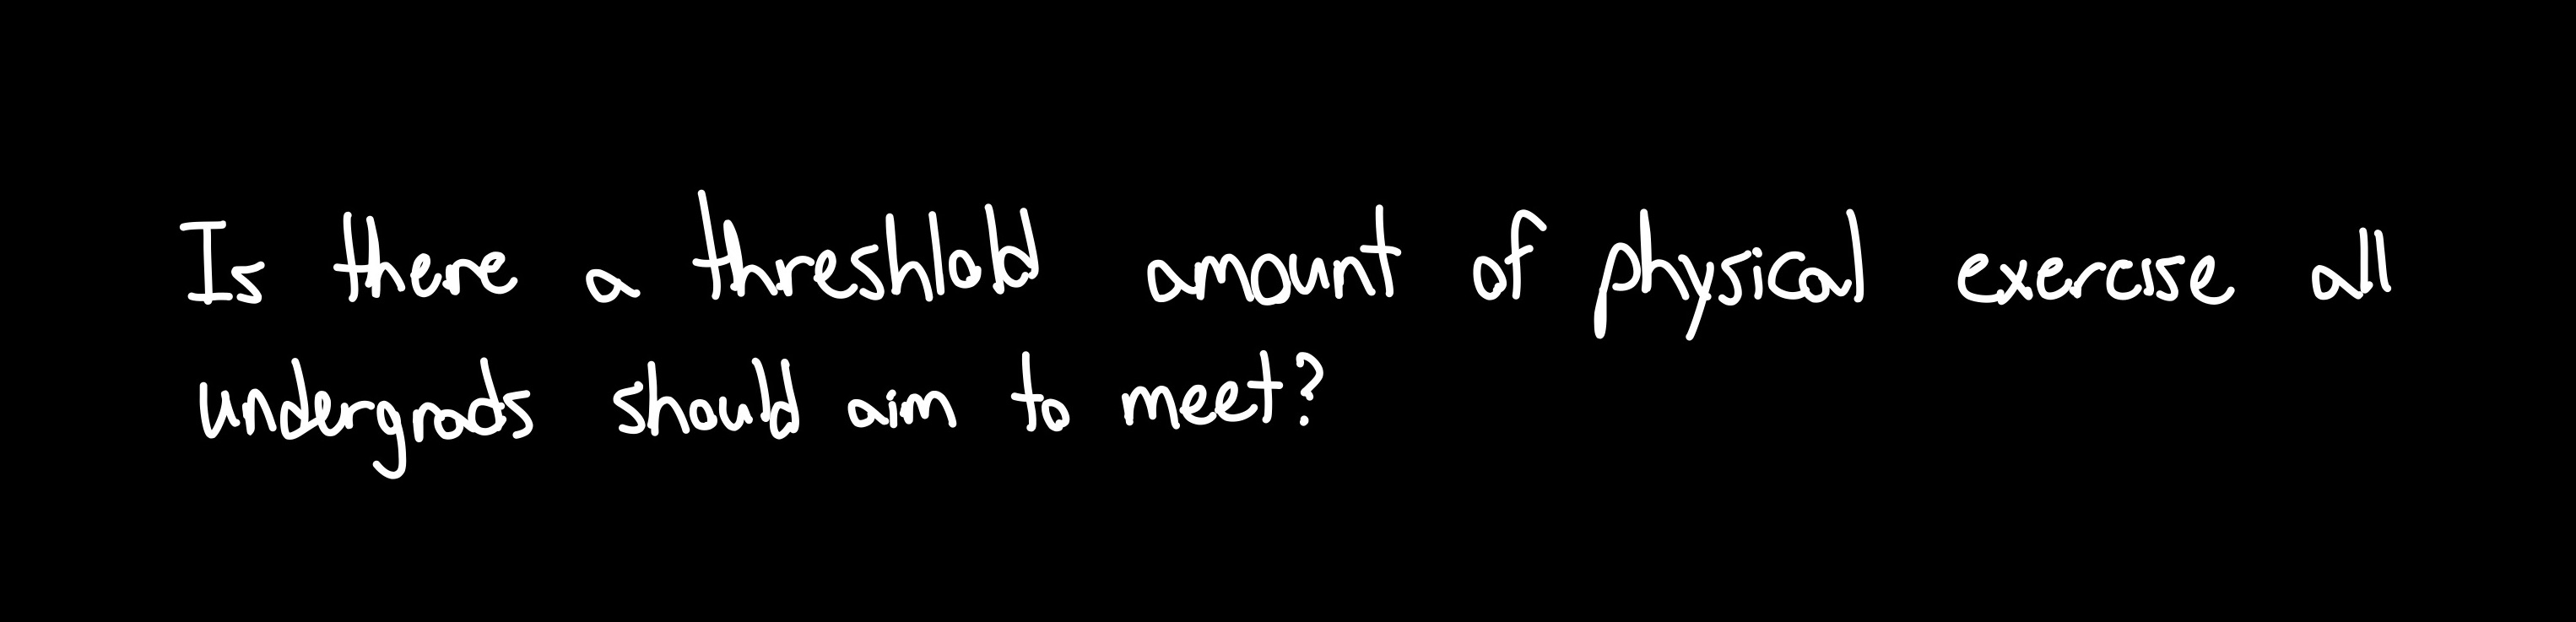 Is there a threshlold amount of physical exercise all
undergrads should aim to meet?